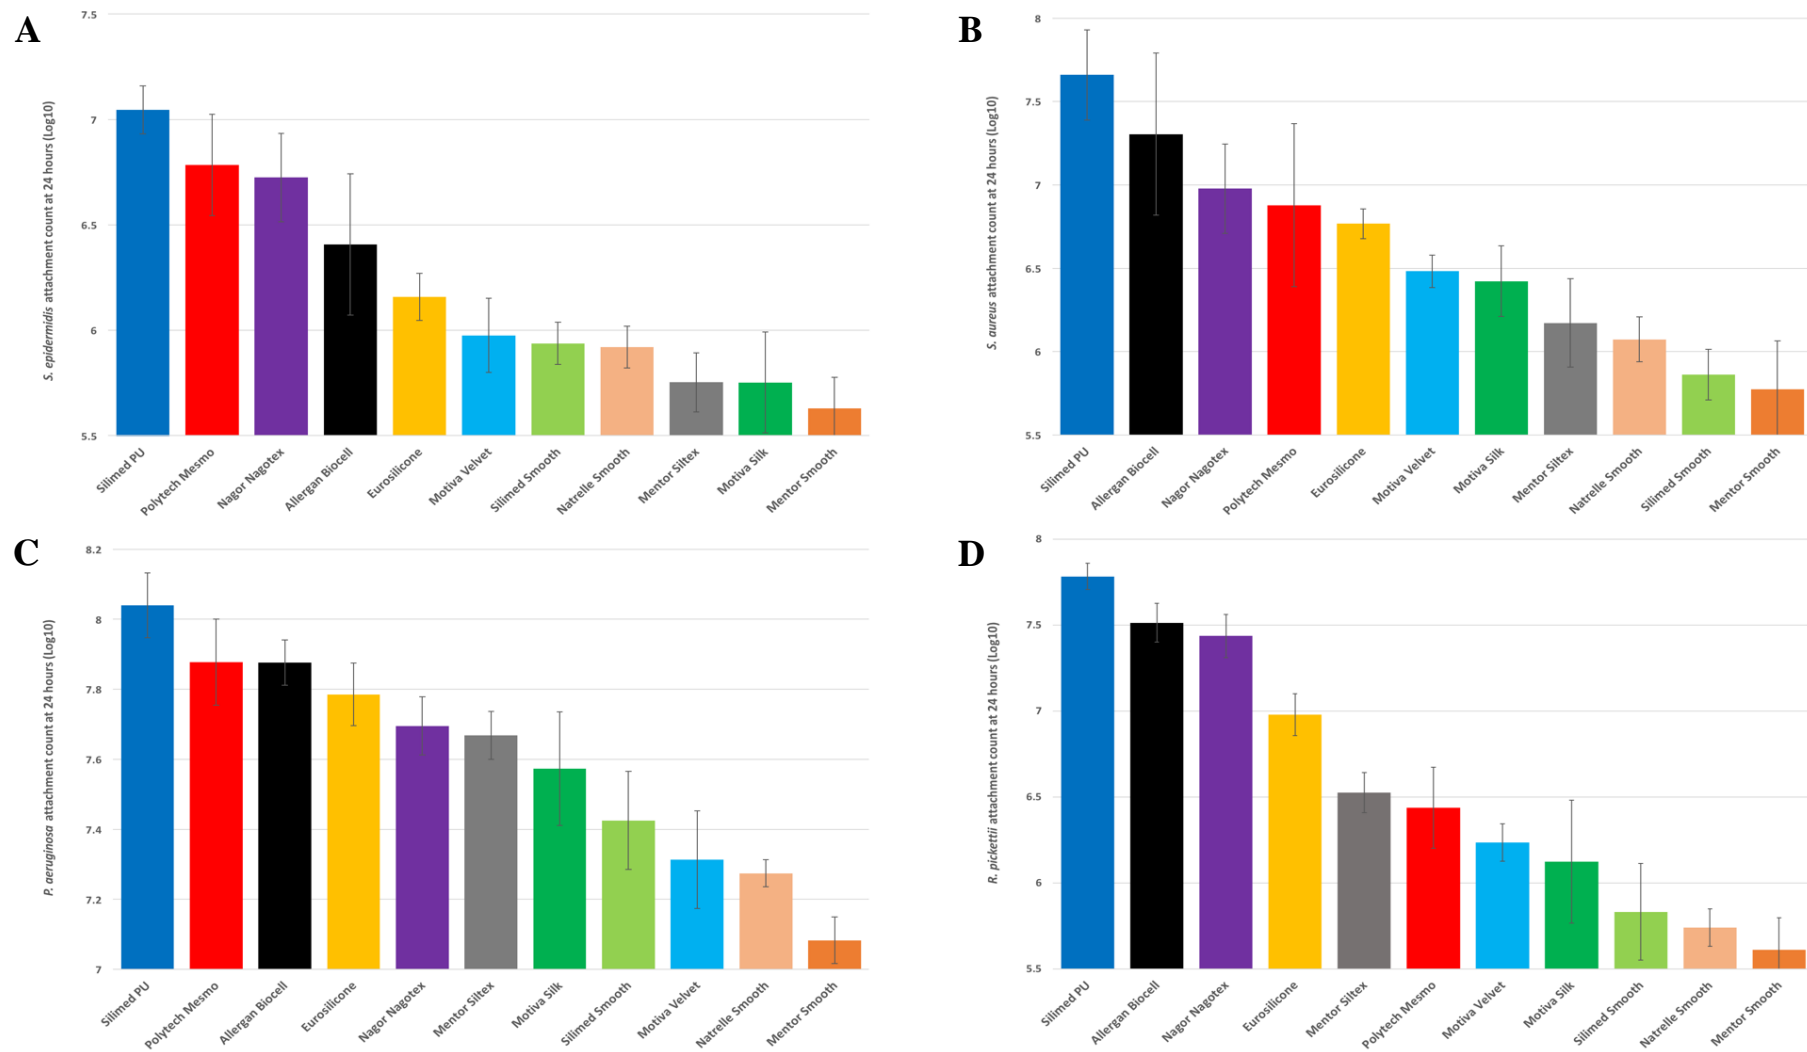 A
S. epidermidis attachment count at 24 hours (Log10)
7.5
7
6.5
6
5.5
Silimed PU
Polytech Mesmo
Nagor Nagotex
Allergan Biocell
Eurosilicone
Motiva Velvet
Silimed Smooth
Natrelle Smooth
Mentor Siltex
Motiva Silk
Mentor Smooth
B
S. aureus attachment count at 24 hours (Log10)
8
7.5
7
6.5
6
5.5
Silimed PU
Allergan Biocell
Nagor Nagotex
Polytech Mesmo
Eurosilicone
Motiva Velvet
Motiva Silk
Mentor Siltex
Natrelle Smooth
Silimed Smooth
Mentor Smooth
C
P. aeruginosa attachment count at 24 hours (Log10)
8.2
8
7.8
7.6
7.4
7.2
7
Silimed PU
Polytech Mesmo
Allergan Biocell
Eurosilicone
Nagor Nagotex
Mentor Siltex
Motiva Silk
Silimed Smooth
Motiva Velvet
Natrelle Smooth
Mentor Smooth
D
R. pickettii attachment count at 24 hours (Log10)
8
7.5
7
6.5
6
5.5
Silimed PU
Allergan Biocell
Nagor Nagotex
Eurosilicone
Mentor Siltex
Polytech Mesmo
Motiva Velvet
Motiva Silk
Silimed Smooth
Natrelle Smooth
Mentor Smooth